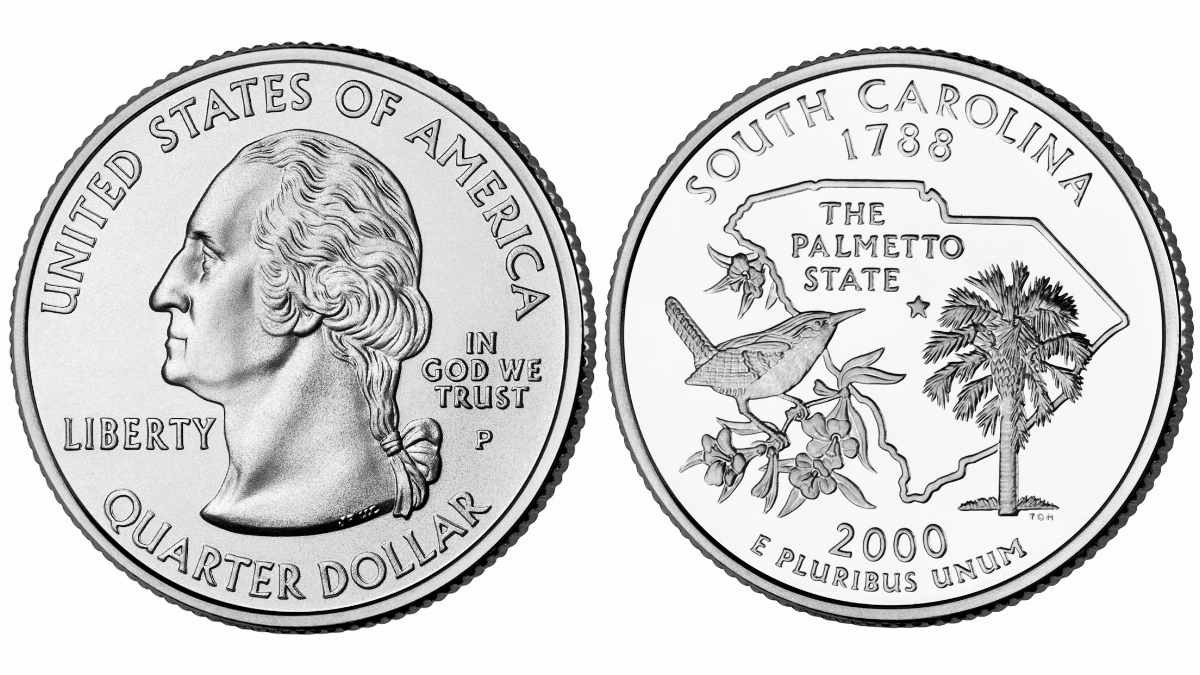 UNITED STATES OF AMERICA
LIBERTY
IN
GOD WE
TRUST
P
QUARTER DOLLAR
SOUTH CAROLINA
1788
THE
PALMETTO
STATE
TGH
2000
E PLURIBUS UNUM